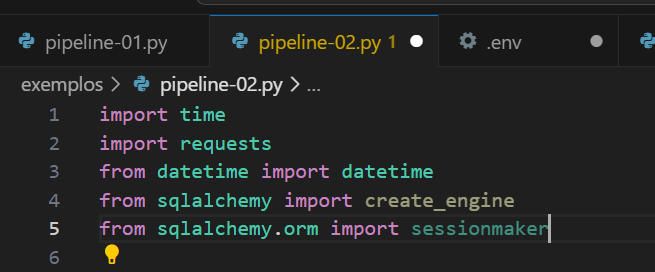 pipeline-01.py
pipeline-02.py 1
.env
exemplos > pipeline-02.py > ...
1 import time
2 import requests
3 from datetime import datetime
4 from sqlalchemy import create_engine
5 from sqlalchemy.orm import sessionmaker
6